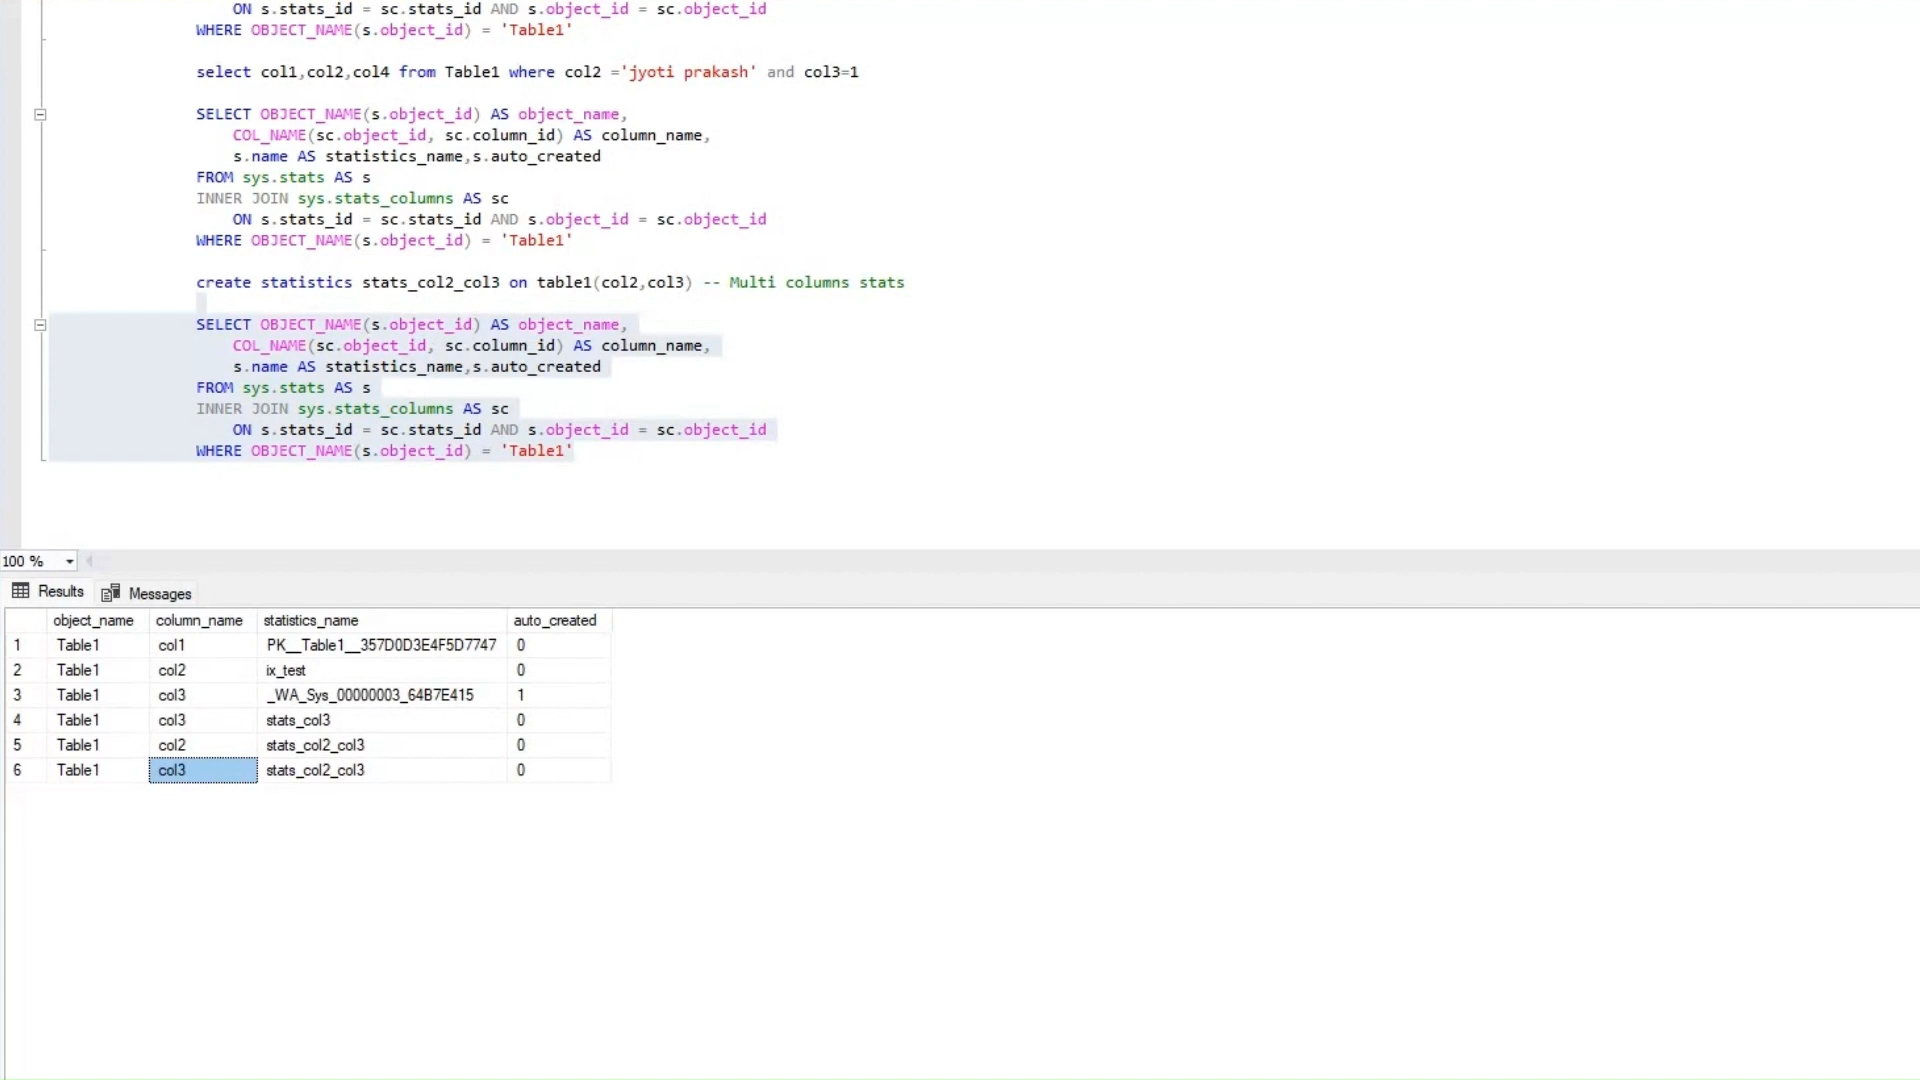 ON s.stats_id = sc.stats_id AND s.object_id = sc.object_id
WHERE OBJECT_NAME(s.object_id) = 'Table1'
select col1,col2,col4 from Table1 where col2 ='jyoti prakash' and col3=1
SELECT OBJECT_NAME(s.object_id) AS object_name,
COL_NAME(sc.object_id, sc.column_id) AS column_name,
s.name AS statistics_name,s.auto_created
FROM sys.stats AS s
INNER JOIN sys.stats_columns AS sc
ON s.stats_id = sc.stats_id AND s.object_id = sc.object_id
WHERE OBJECT_NAME(s.object_id) = 'Table1'
create statistics stats_col2_col3 on table1(col2,col3) -- Multi columns stats
SELECT OBJECT_NAME(s.object_id) AS object_name,
COL_NAME(sc.object_id, sc.column_id) AS column_name,
s.name AS statistics_name,s.auto_created
FROM sys.stats AS s
INNER JOIN sys.stats_columns AS sc
ON s.stats_id = sc.stats_id AND s.object_id = sc.object_id
WHERE OBJECT_NAME(s.object_id) = 'Table1'
100 %
Results Messages
object_name column_name statistics_name auto_created
1 Table1 col1 PK__Table1__357D0D3E4F5D7747 0
2 Table1 col2 ix_test 0
3 Table1 col3 _WA_Sys_00000003_64B7E415 1
4 Table1 col3 stats_col3 0
5 Table1 col2 stats_col2_col3 0
6 Table1 col3 stats_col2_col3 0